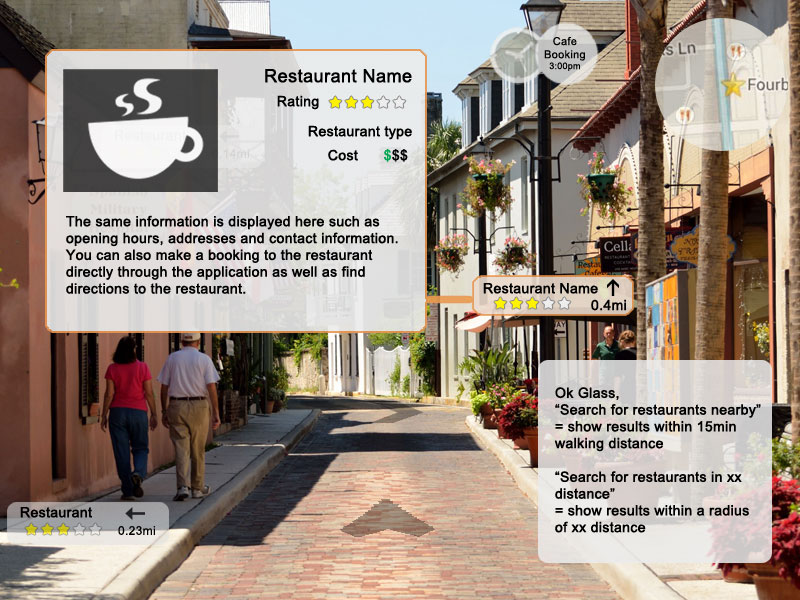 Restaurant Name
Rating
Restaurant type
Cost $$$
The same information is displayed here such as
opening hours, addresses and contact information.
You can also make a booking to the restaurant
directly through the application as well as find
directions to the restaurant.
Cafe
Booking
3:00pm
s Ln
Fourb
Cella
Restaurant Name
0.4mi
Ok Glass,
“Search for restaurants nearby”
= show results within 15min
walking distance
“Search for restaurants in xx
distance”
= show results within a radius
of xx distance
Restaurant
0.23mi